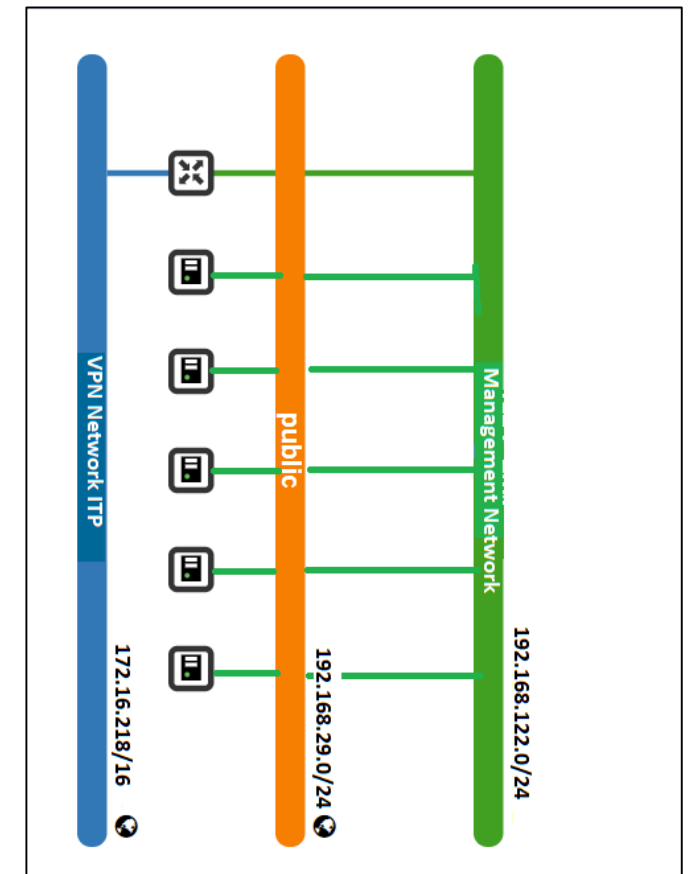 VPN Network ITP
172.16.218/16
public
192.168.29.0/24
Management Network
192.168.122.0/24